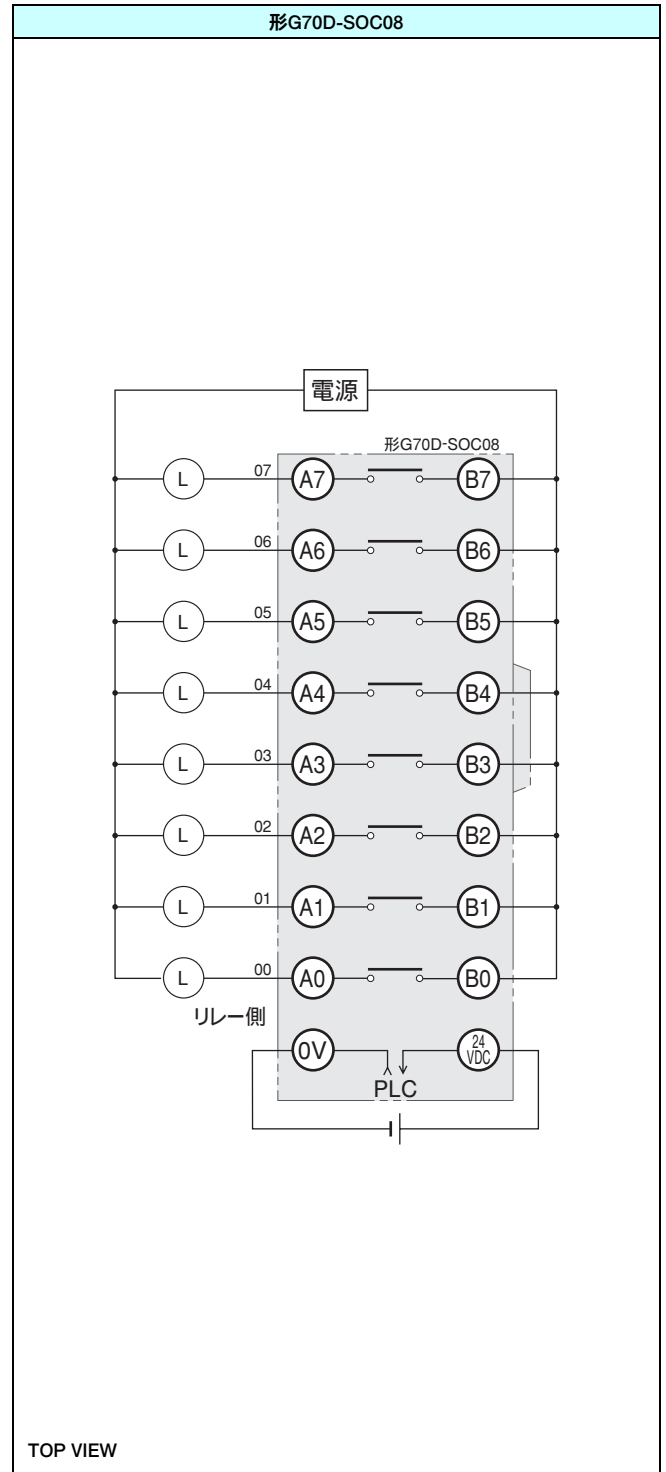 形G70D-SOC08
電源
形G70D-SOC08
L 07 A7 B7
L 06 A6 B6
L 05 A5 B5
L 04 A4 B4
L 03 A3 B3
L 02 A2 B2
L 01 A1 B1
L 00 A0 B0
リレー側
0V 24 VDC
PLC
TOP VIEW